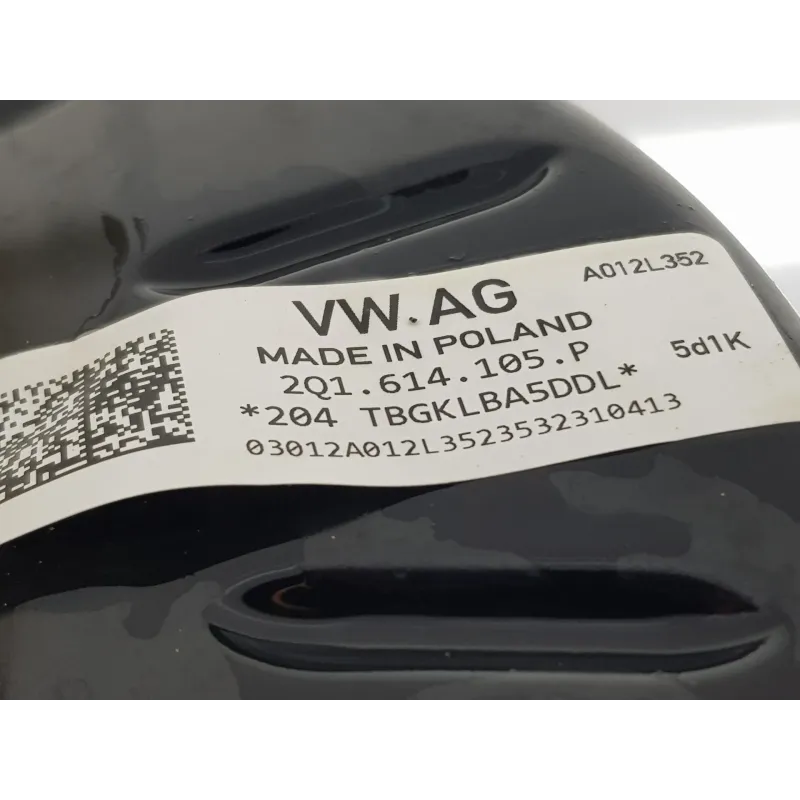 A012L352
VW.AG
MADE IN POLAND
2Q1.614.105.P
5d1K
*204 TBGKLBA5DDL*
03012A012L3523532310413